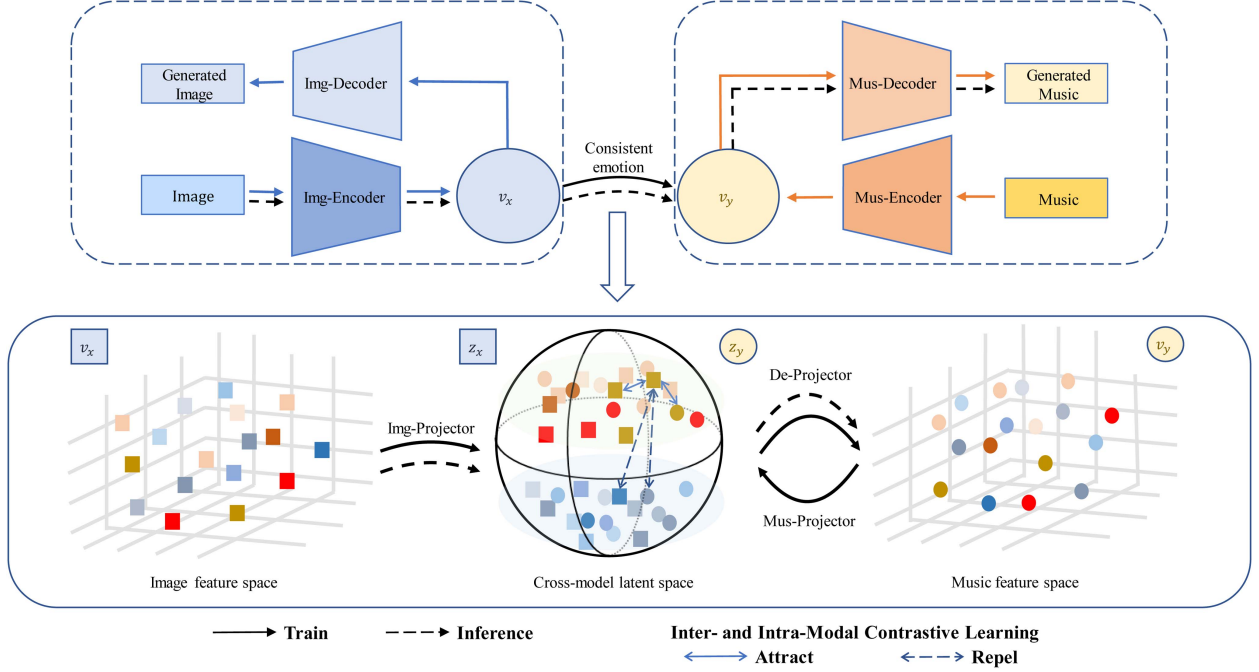 Generated
Image
Img-Decoder
Image
Img-Encoder
v_x
Consistent
emotion
v_y
Mus-Decoder
Generated
Music
Mus-Encoder
Music
v_x
z_x
z_y
v_y
Img-Projector
De-Projector
Mus-Projector
Image feature space
Cross-model latent space
Music feature space
Train
Inference
Inter- and Intra-Modal Contrastive Learning
Attract
Repel